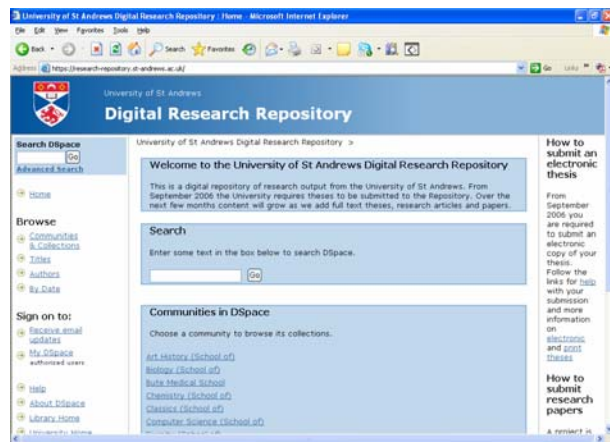 University of St Andrews Digital Research Repository : Home - Microsoft Internet Explorer
File Edit View Favorites Tools Help
Back Search Favorites
Address https://research-repository.st-andrews.ac.uk/ Go Links
University of St Andrews
Digital Research Repository
Search DSpace
Go
Advanced Search
Home
Browse
Communities
& Collections
Titles
Authors
By Date
Sign on to:
Receive email
updates
My DSpace
authorized users
Help
About DSpace
Library Home
University Home
University of St Andrews Digital Research Repository >
Welcome to the University of St Andrews Digital Research Repository
This is a digital repository of research output from the University of St Andrews. From
September 2006 the University requires theses to be submitted to the Repository. Over the
next few months content will grow as we add full text theses, research articles and papers.
Search
Enter some text in the box below to search DSpace.
Go
Communities in DSpace
Choose a community to browse its collections.
Art History (School of)
Biology (School of)
Bute Medical School
Chemistry (School of)
Classics (School of)
Computer Science (School of)
How to
submit an
electronic
thesis
From
September
2006 you
are required
to submit an
electronic
copy of your
thesis.
Follow the
links for help
with your
submission
and more
information
on
electronic
and print
theses
How to
submit
research
papers
A project is